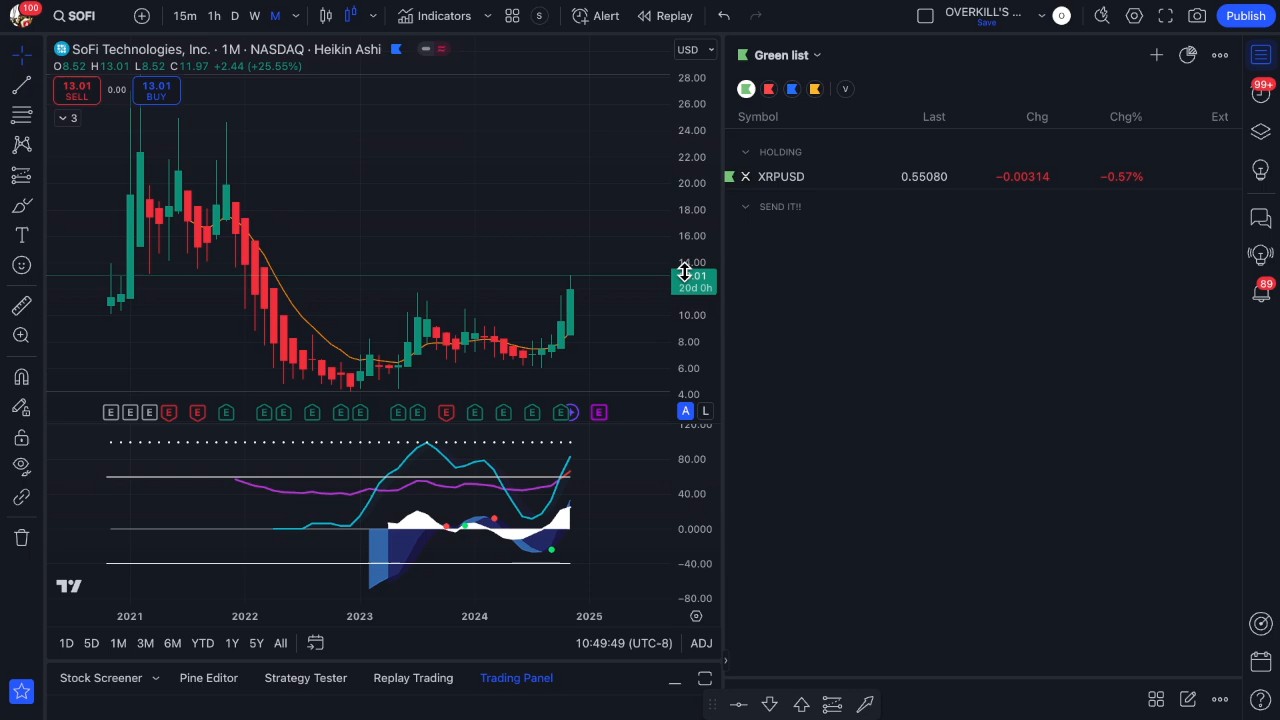 100
SOFI
15m 1h D W M
Indicators
S
Alert
Replay
OVERKILL'S ...
Save
O
Publish
SoFi Technologies, Inc. · 1M · NASDAQ · Heikin Ashi
USD
O8.52 H13.01 L8.52 C11.97 +2.44 (+25.55%)
13.01
SELL
0.00
13.01
BUY
3
28.00
26.00
24.00
22.00
20.00
18.00
16.00
14.00
20d 0h
10.00
8.00
6.00
4.00
E E E E E E E E E E E E E E E E E E E
A L
120.00
80.00
40.00
0.0000
−40.00
−80.00
2021 2022 2023 2024 2025
1D 5D 1M 3M 6M YTD 1Y 5Y All
10:49:49 (UTC-8) ADJ
Stock Screener
Pine Editor
Strategy Tester
Replay Trading
Trading Panel
Green list
V
Symbol Last Chg Chg% Ext
HOLDING
XRPUSD 0.55080 −0.00314 −0.57%
SEND IT!!
99+
89